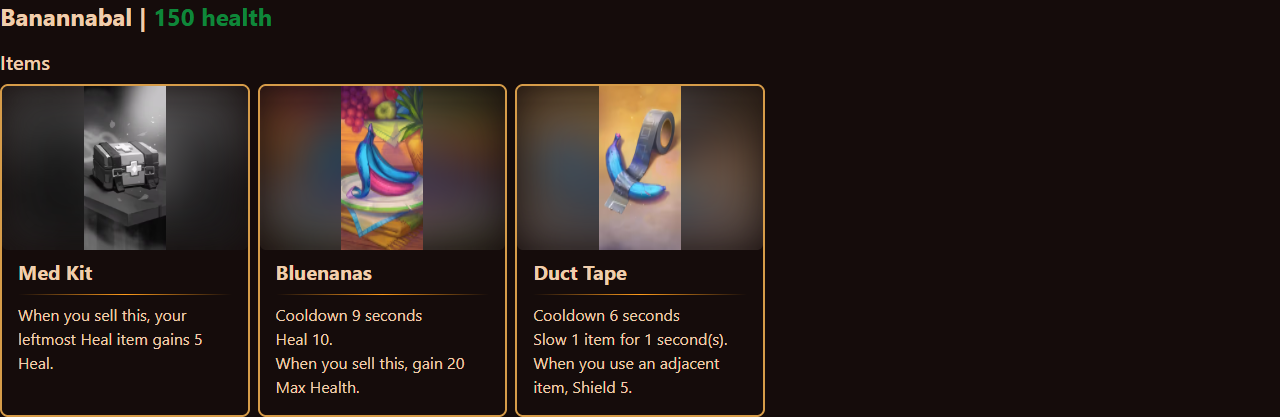 Banannabal | 150 health
Items
Med Kit
When you sell this, your
leftmost Heal item gains 5
Heal.
Bluenanas
Cooldown 9 seconds
Heal 10.
When you sell this, gain 20
Max Health.
Duct Tape
Cooldown 6 seconds
Slow 1 item for 1 second(s).
When you use an adjacent
item, Shield 5.